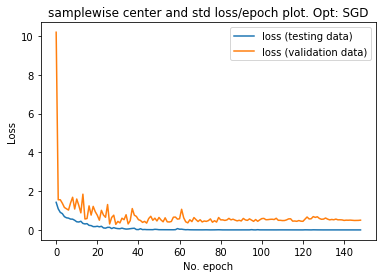 samplewise center and std loss/epoch plot. Opt: SGD
loss (testing data)
loss (validation data)
Loss
10
8
6
4
2
0
0 20 40 60 80 100 120 140
No. epoch